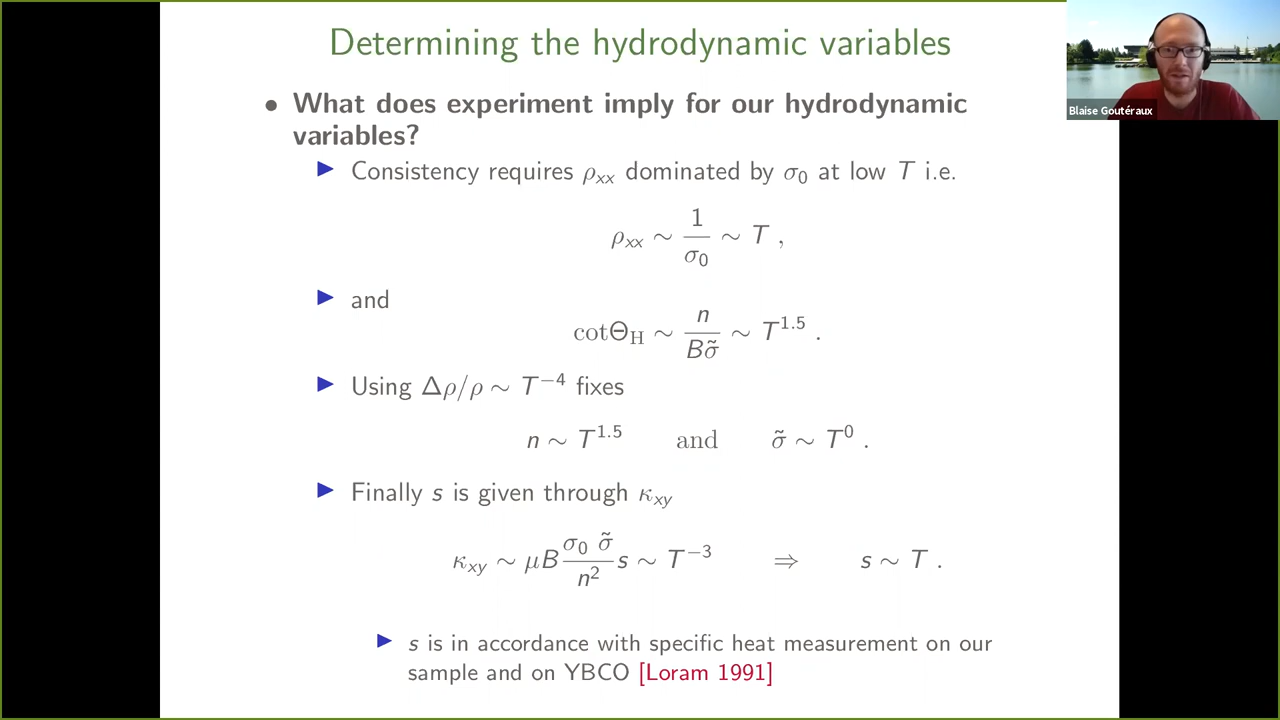 Determining the hydrodynamic variables
Blaise Goutéraux
• What does experiment imply for our hydrodynamic
variables?
▶ Consistency requires ρ_xx dominated by σ_0 at low T i.e.
ρ_xx ∼ 1/σ_0 ∼ T ,
▶ and
cotΘ_H ∼ n/(Bσ̃) ∼ T^1.5 .
▶ Using Δρ/ρ ∼ T^−4 fixes
n ∼ T^1.5 and σ̃ ∼ T^0 .
▶ Finally s is given through κ_xy
κ_xy ∼ μB (σ_0 σ̃)/n^2 s ∼ T^−3 ⇒ s ∼ T .
▶ s is in accordance with specific heat measurement on our
sample and on YBCO [Loram 1991]